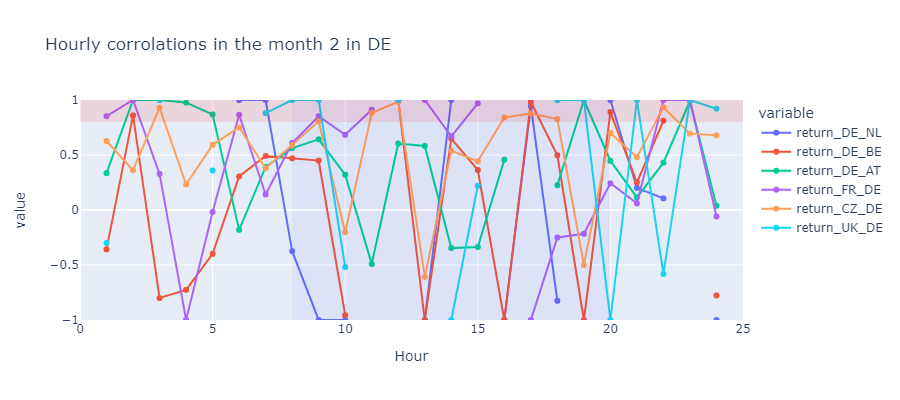 Hourly corrolations in the month 2 in DE
value
1
0.5
0
−0.5
−1
0
5
10
15
20
25
Hour
variable
return_DE_NL
return_DE_BE
return_DE_AT
return_FR_DE
return_CZ_DE
return_UK_DE